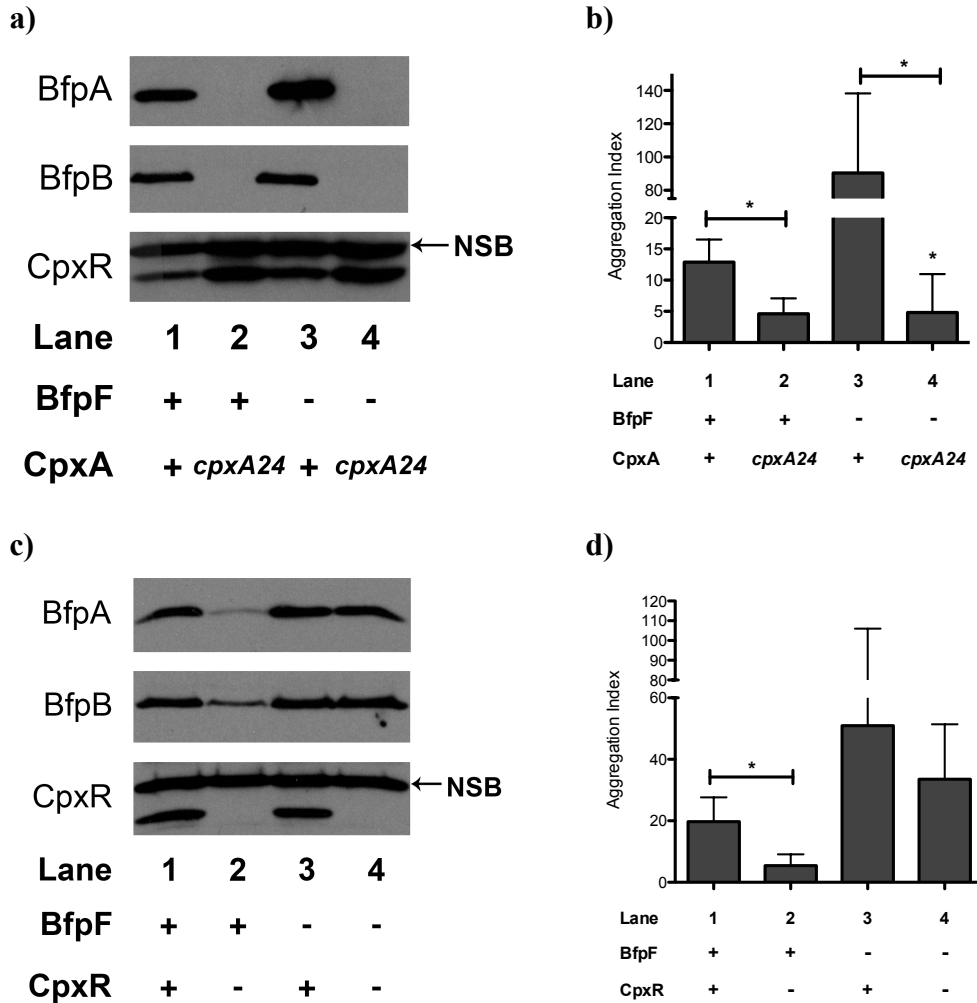 a)
BfpA
BfpB
CpxR
NSB
Lane 1 2 3 4
BfpF + + - -
CpxA + cpxA24 + cpxA24
b)
Aggregation Index
140
120
100
80
20
15
10
5
0
*
*
*
Lane 1 2 3 4
BfpF + + - -
CpxA + cpxA24 + cpxA24
c)
BfpA
BfpB
CpxR
NSB
Lane 1 2 3 4
BfpF + + - -
CpxR + - + -
d)
Aggregation Index
120
110
100
90
80
60
40
20
0
*
Lane 1 2 3 4
BfpF + + - -
CpxR + - + -